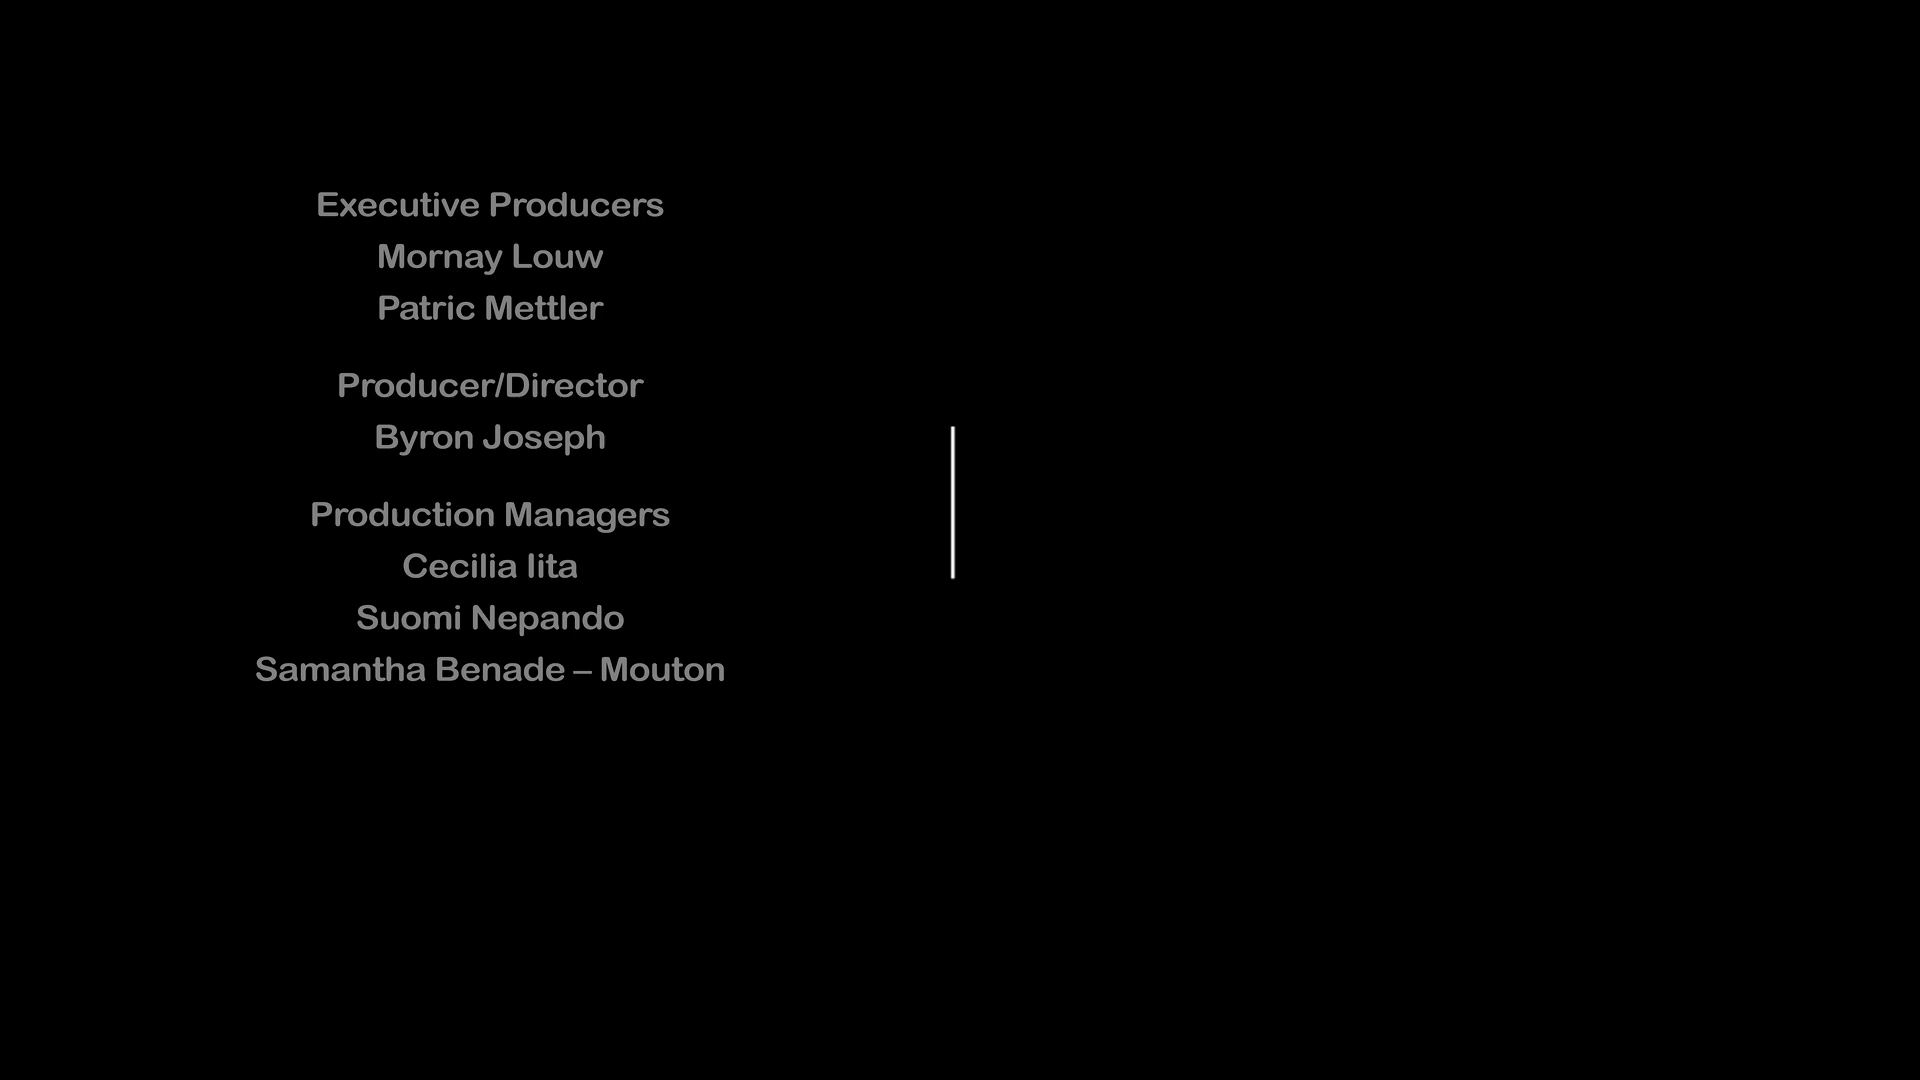 Executive Producers
Mornay Louw
Patric Mettler
Producer/Director
Byron Joseph
Production Managers
Cecilia Iita
Suomi Nepando
Samantha Benade – Mouton